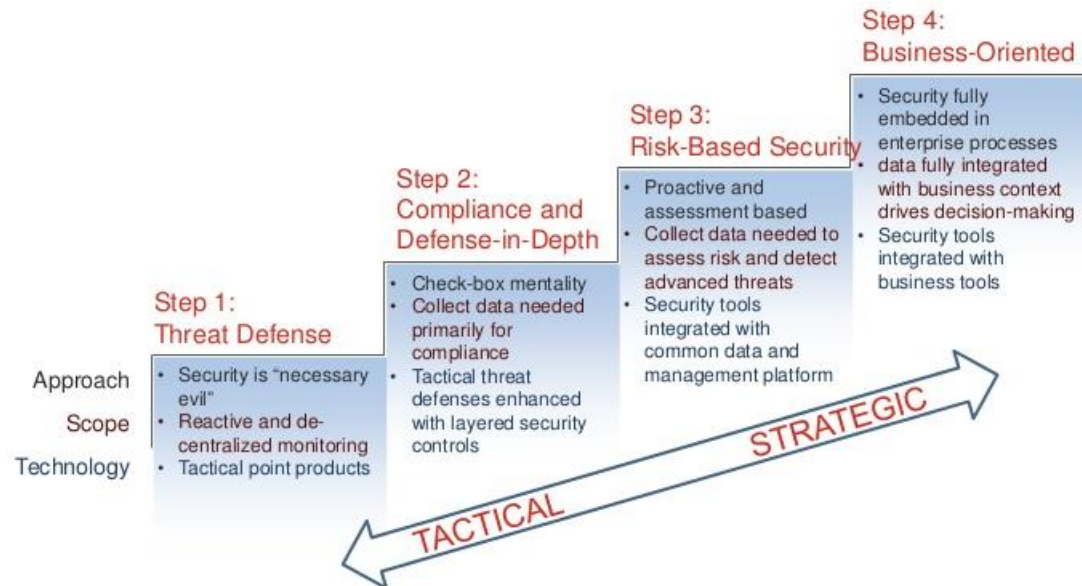 Step 1:
Threat Defense
Approach
Scope
Technology
• Security is “necessary
evil”
• Reactive and de-
centralized monitoring
• Tactical point products
Step 2:
Compliance and
Defense-in-Depth
• Check-box mentality
• Collect data needed
primarily for
compliance
• Tactical threat
defenses enhanced
with layered security
controls
Step 3:
Risk-Based Security
• Proactive and
assessment based
• Collect data needed to
assess risk and detect
advanced threats
• Security tools
integrated with
common data and
management platform
Step 4:
Business-Oriented
• Security fully
embedded in
enterprise processes
• data fully integrated
with business context
drives decision-making
• Security tools
integrated with
business tools
TACTICAL
STRATEGIC